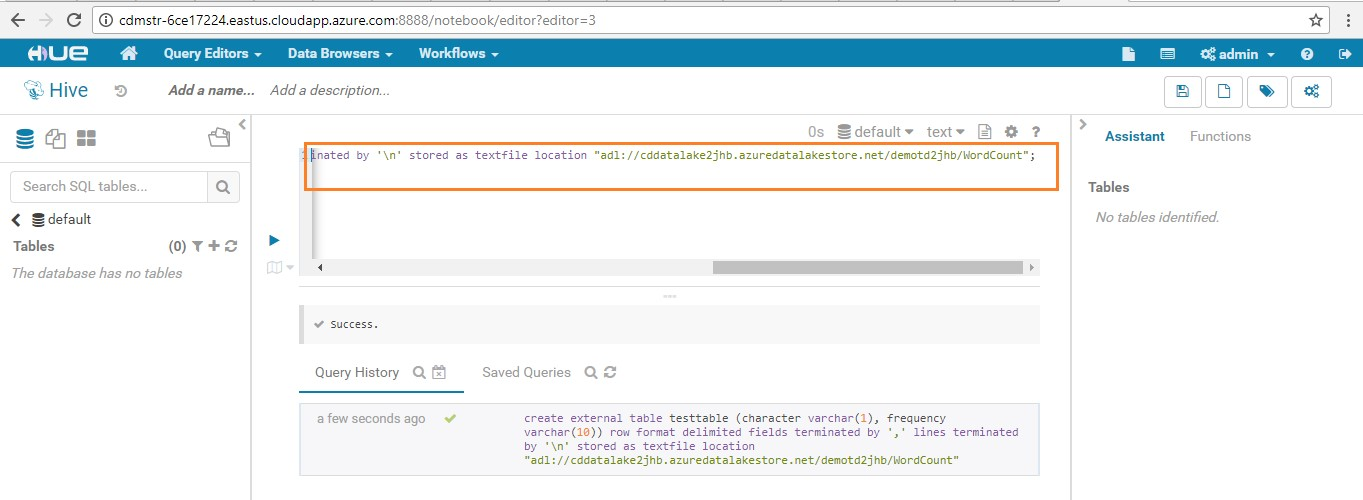 cdmstr-6ce17224.eastus.cloudapp.azure.com:8888/notebook/editor?editor=3
HUE Query Editors Data Browsers Workflows admin ?
Hive Add a name... Add a description...
0s default text ?
Assistant Functions
Search SQL tables...
1 inated by '\n' stored as textfile location "adl://cddatalake2jhb.azuredatalakestore.net/demotd2jhb/WordCount";
Tables
No tables identified.
default
Tables (0)
The database has no tables
Success.
Query History Saved Queries
a few seconds ago
create external table testtable (character varchar(1), frequency
varchar(10)) row format delimited fields terminated by ',' lines terminated
by '\n' stored as textfile location
"adl://cddatalake2jhb.azuredatalakestore.net/demotd2jhb/WordCount"